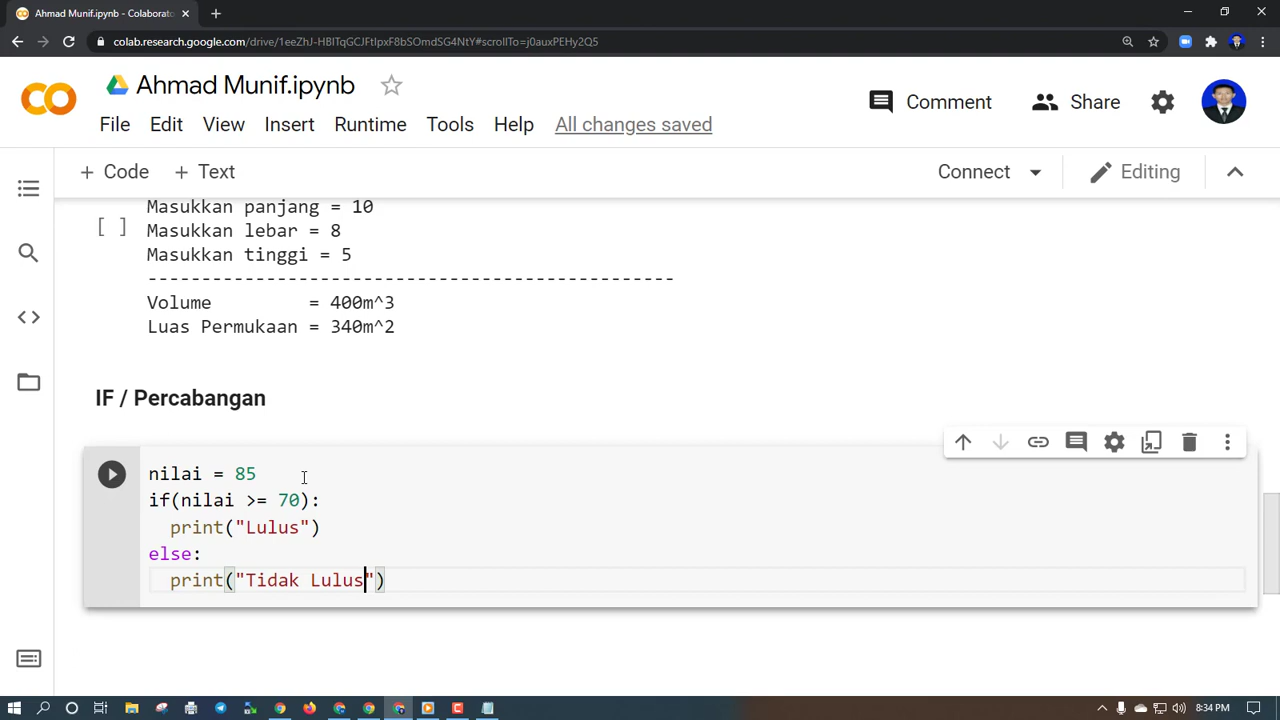 Ahmad Munif.ipynb - Colaborato
colab.research.google.com/drive/1eeZhJ-HBITqGCJFtIpxF8bSOmdSG4NtY#scrollTo=j0auxPEHy2Q5
Ahmad Munif.ipynb
Comment
Share
File Edit View Insert Runtime Tools Help All changes saved
+ Code + Text
Connect
Editing
Masukkan panjang = 10
[ ]
Masukkan lebar = 8
Masukkan tinggi = 5
-------------------------------------------------
Volume         = 400m^3
Luas Permukaan = 340m^2
IF / Percabangan
nilai = 85
if(nilai >= 70):
  print("Lulus")
else:
  print("Tidak Lulus")
8:34 PM